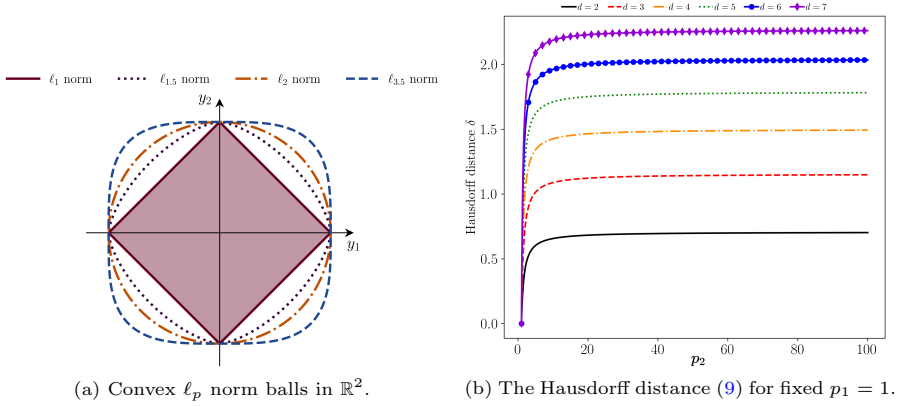 ℓ₁ norm ℓ₁.₅ norm ℓ₂ norm ℓ₃.₅ norm
y₂
y₁
(a) Convex ℓₚ norm balls in ℝ².
d = 2 d = 3 d = 4 d = 5 d = 6 d = 7
Hausdorff distance δ
2.0
1.5
1.0
0.5
0.0
0 20 40 60 80 100
p₂
(b) The Hausdorff distance (9) for fixed p₁ = 1.